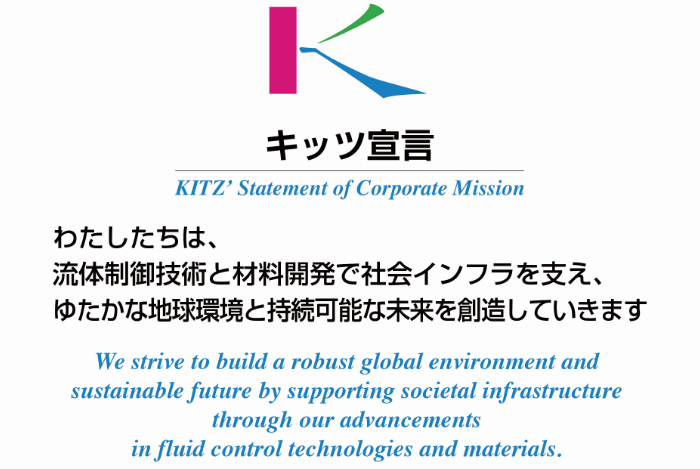 キッツ宣言
KITZ’ Statement of Corporate Mission
わたしたちは、
流体制御技術と材料開発で社会インフラを支え、
ゆたかな地球環境と持続可能な未来を創造していきます
We strive to build a robust global environment and
sustainable future by supporting societal infrastructure
through our advancements
in fluid control technologies and materials.